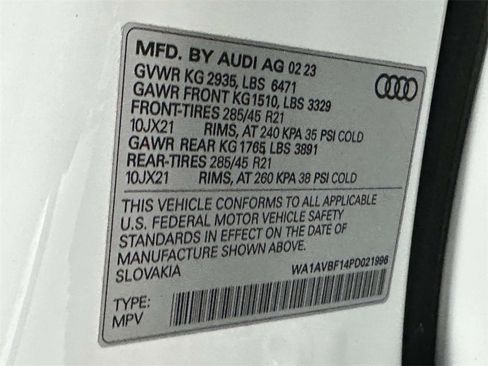 MFD. BY AUDI AG 02 23
GVWR KG 2935, LBS 6471
GAWR FRONT KG1510, LBS 3329
FRONT-TIRES 285/45 R21
10JX21 RIMS, AT 240 KPA 35 PSI COLD
GAWR REAR KG 1765, LBS 3891
REAR-TIRES 285/45 R21
10JX21 RIMS, AT 260 KPA 38 PSI COLD
THIS VEHICLE CONFORMS TO ALL APPLICABLE
U.S. FEDERAL MOTOR VEHICLE SAFETY
STANDARDS IN EFFECT ON THE DATE OF
MANUFACTURE SHOWN ABOVE.
SLOVAKIA
WA1AVBF14PD021996
TYPE:
MPV